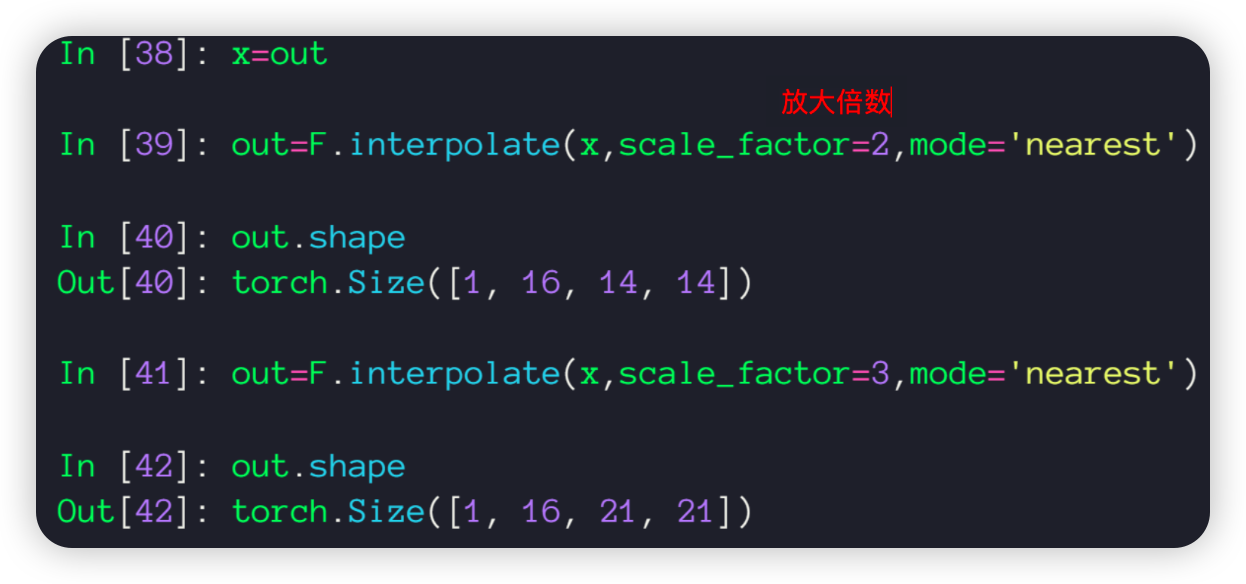 In [38]: x=out
放大倍数
In [39]: out=F.interpolate(x,scale_factor=2,mode='nearest')
In [40]: out.shape
Out[40]: torch.Size([1, 16, 14, 14])
In [41]: out=F.interpolate(x,scale_factor=3,mode='nearest')
In [42]: out.shape
Out[42]: torch.Size([1, 16, 21, 21])